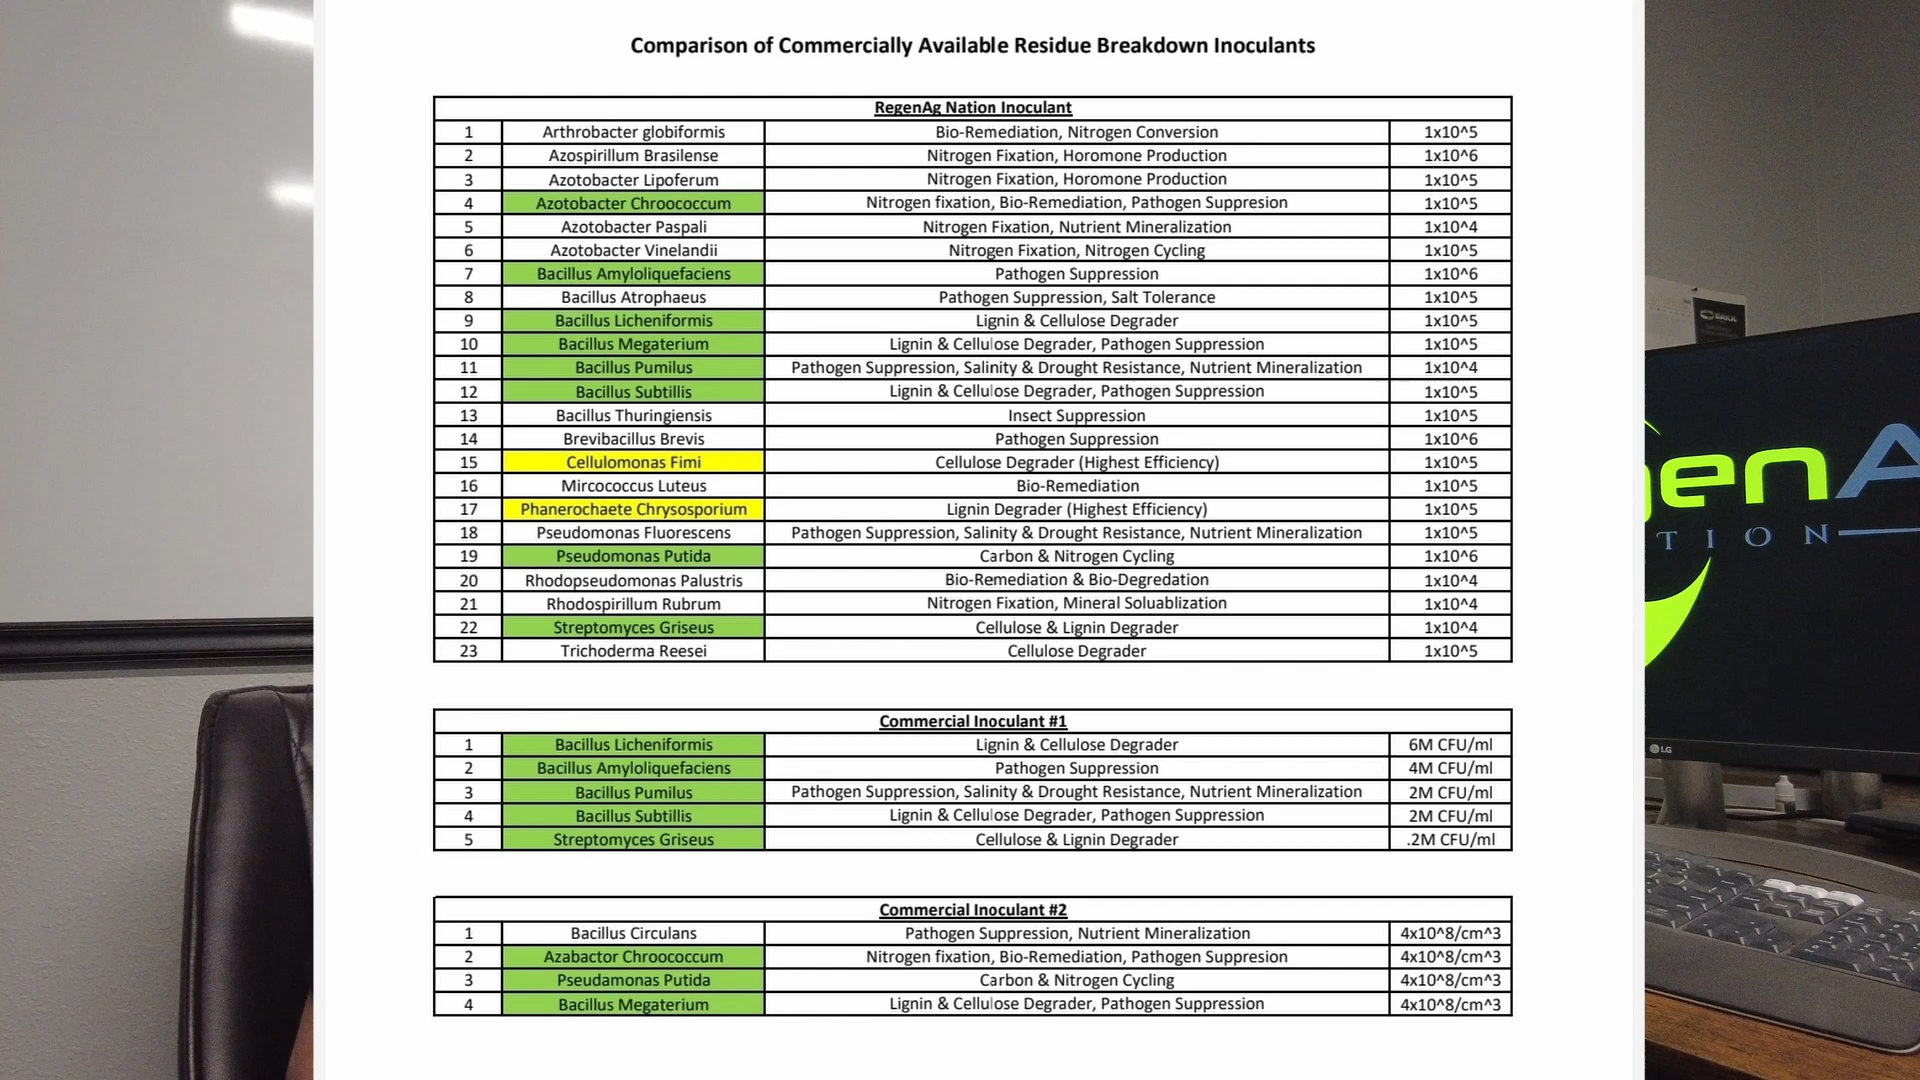 Comparison of Commercially Available Residue Breakdown Inoculants
RegenAg Nation Inoculant
1 Arthrobacter globiformis Bio-Remediation, Nitrogen Conversion 1x10^5
2 Azospirillum Brasilense Nitrogen Fixation, Horomone Production 1x10^6
3 Azotobacter Lipoferum Nitrogen Fixation, Horomone Production 1x10^5
4 Azotobacter Chroococcum Nitrogen fixation, Bio-Remediation, Pathogen Suppresion 1x10^5
5 Azotobacter Paspali Nitrogen Fixation, Nutrient Mineralization 1x10^4
6 Azotobacter Vinelandii Nitrogen Fixation, Nitrogen Cycling 1x10^5
7 Bacillus Amyloliquefaciens Pathogen Suppression 1x10^6
8 Bacillus Atrophaeus Pathogen Suppression, Salt Tolerance 1x10^5
9 Bacillus Licheniformis Lignin & Cellulose Degrader 1x10^5
10 Bacillus Megaterium Lignin & Cellulose Degrader, Pathogen Suppression 1x10^5
11 Bacillus Pumilus Pathogen Suppression, Salinity & Drought Resistance, Nutrient Mineralization 1x10^4
12 Bacillus Subtillis Lignin & Cellulose Degrader, Pathogen Suppression 1x10^5
13 Bacillus Thuringiensis Insect Suppression 1x10^5
14 Brevibacillus Brevis Pathogen Suppression 1x10^6
15 Cellulomonas Fimi Cellulose Degrader (Highest Efficiency) 1x10^5
16 Mircococcus Luteus Bio-Remediation 1x10^5
17 Phanerochaete Chrysosporium Lignin Degrader (Highest Efficiency) 1x10^5
18 Pseudomonas Fluorescens Pathogen Suppression, Salinity & Drought Resistance, Nutrient Mineralization 1x10^5
19 Pseudomonas Putida Carbon & Nitrogen Cycling 1x10^6
20 Rhodopseudomonas Palustris Bio-Remediation & Bio-Degredation 1x10^4
21 Rhodospirillum Rubrum Nitrogen Fixation, Mineral Soluablization 1x10^4
22 Streptomyces Griseus Cellulose & Lignin Degrader 1x10^4
23 Trichoderma Reesei Cellulose Degrader 1x10^5
Commercial Inoculant #1
1 Bacillus Licheniformis Lignin & Cellulose Degrader 6M CFU/ml
2 Bacillus Amyloliquefaciens Pathogen Suppression 4M CFU/ml
3 Bacillus Pumilus Pathogen Suppression, Salinity & Drought Resistance, Nutrient Mineralization 2M CFU/ml
4 Bacillus Subtillis Lignin & Cellulose Degrader, Pathogen Suppression 2M CFU/ml
5 Streptomyces Griseus Cellulose & Lignin Degrader .2M CFU/ml
Commercial Inoculant #2
1 Bacillus Circulans Pathogen Suppression, Nutrient Mineralization 4x10^8/cm^3
2 Azabactor Chroococcum Nitrogen fixation, Bio-Remediation, Pathogen Suppresion 4x10^8/cm^3
3 Pseudamonas Putida Carbon & Nitrogen Cycling 4x10^8/cm^3
4 Bacillus Megaterium Lignin & Cellulose Degrader, Pathogen Suppression 4x10^8/cm^3
DAKK
genA
TION
LG